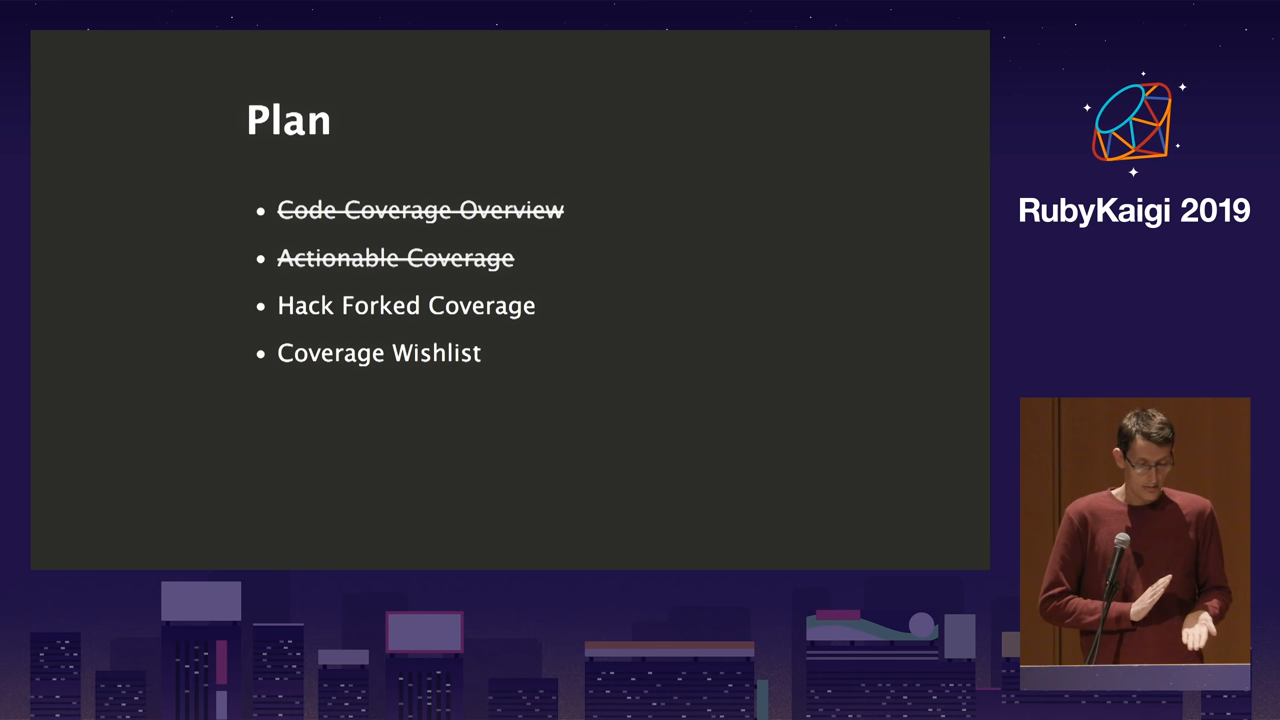 Plan
• Code Coverage Overview
• Actionable Coverage
• Hack Forked Coverage
• Coverage Wishlist
RubyKaigi 2019